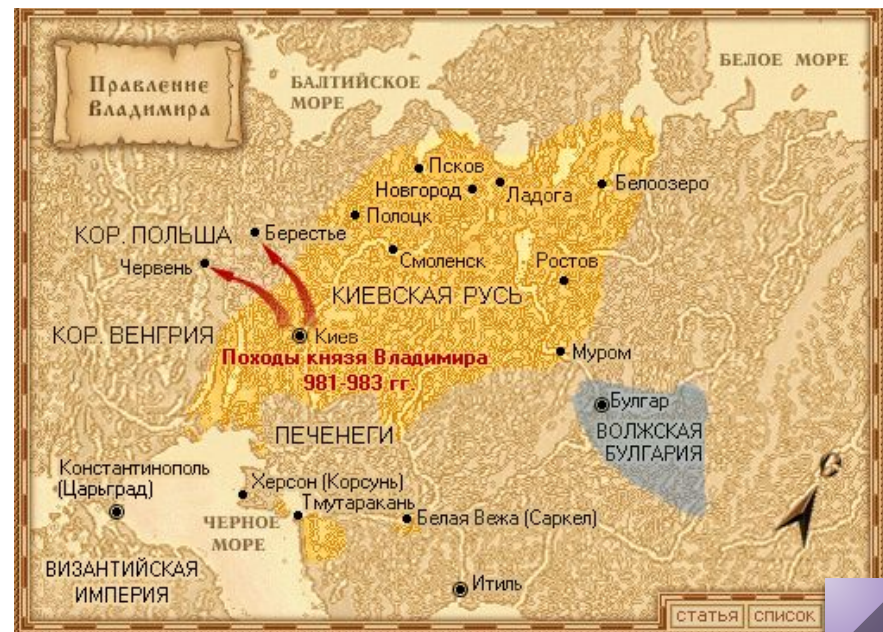 Правление
Владимира
БАЛТИЙСКОЕ
МОРЕ
БЕЛОЕ МОРЕ
Псков
Новгород
Ладога
Белоозеро
Полоцк
КОР. ПОЛЬША
Берестье
Червень
Смоленск
Ростов
КИЕВСКАЯ РУСЬ
КОР. ВЕНГРИЯ
Киев
Походы князя Владимира
981-983 гг.
Муром
Булгар
ВОЛЖСКАЯ
БУЛГАРИЯ
ПЕЧЕНЕГИ
Константинополь
(Царьград)
Херсон (Корсунь)
Тмутаракань
Белая Вежа (Саркел)
ЧЕРНОЕ
МОРЕ
ВИЗАНТИЙСКАЯ
ИМПЕРИЯ
Итиль
С
статья
список